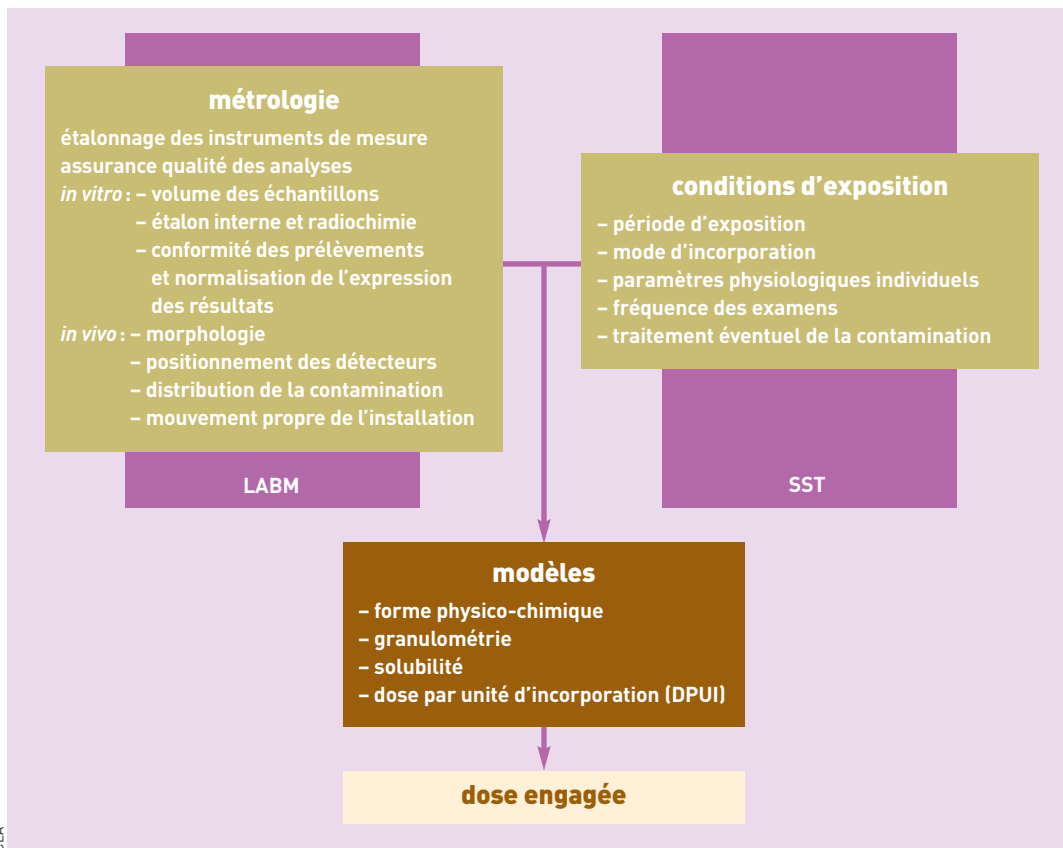 métrologie
étalonnage des instruments de mesure
assurance qualité des analyses
in vitro : – volume des échantillons
– étalon interne et radiochimie
– conformité des prélèvements
et normalisation de l’expression
des résultats
in vivo : – morphologie
– positionnement des détecteurs
– distribution de la contamination
– mouvement propre de l’installation
LABM
conditions d’exposition
– période d’exposition
– mode d’incorporation
– paramètres physiologiques individuels
– fréquence des examens
– traitement éventuel de la contamination
SST
modèles
– forme physico-chimique
– granulométrie
– solubilité
– dose par unité d’incorporation (DPUI)
dose engagée